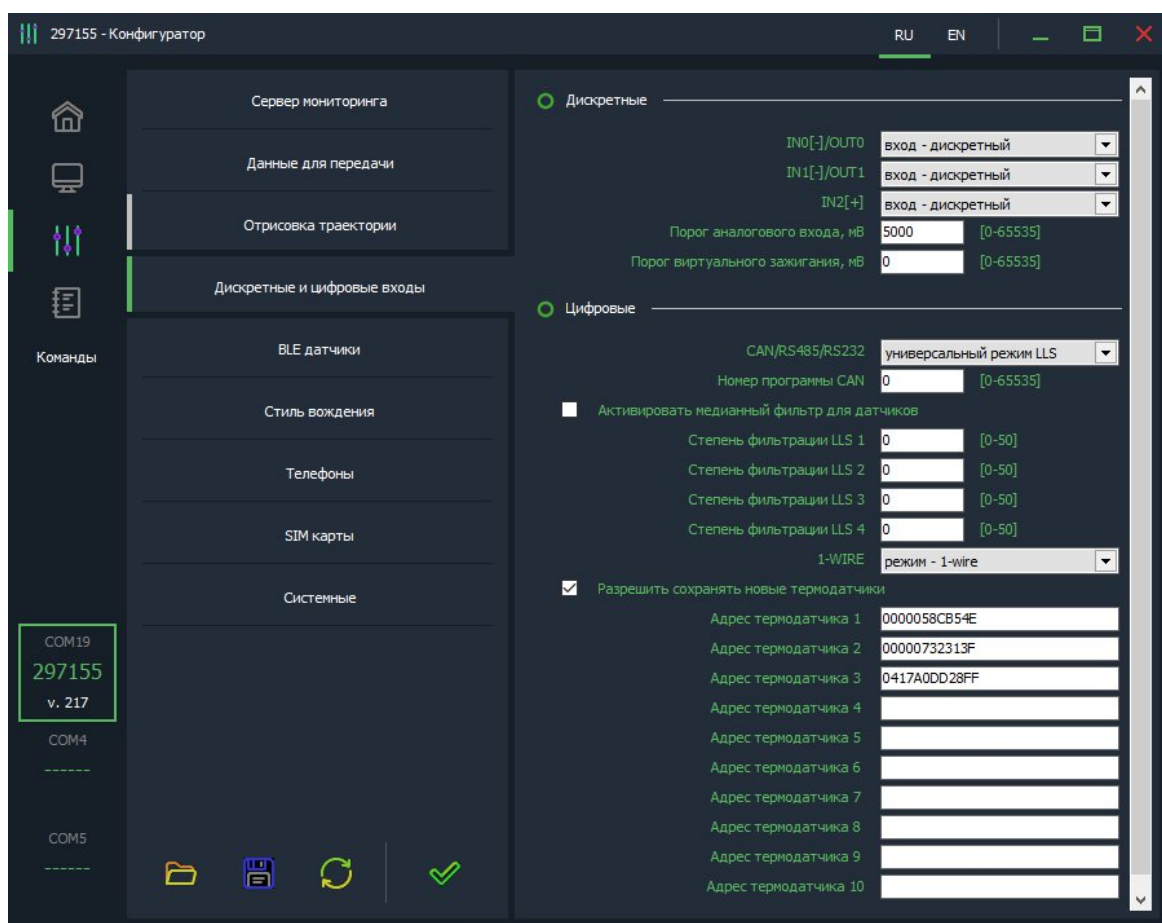 297155 - Конфигуратор
RU EN
Сервер мониторинга
Данные для передачи
Отрисовка траектории
Дискретные и цифровые входы
BLE датчики
Стиль вождения
Телефоны
SIM карты
Системные
Команды
COM19
297155
v. 217
COM4
------
COM5
------
Дискретные
IN0[-]/OUT0 вход - дискретный
IN1[-]/OUT1 вход - дискретный
IN2[+] вход - дискретный
Порог аналогового входа, мВ 5000 [0-65535]
Порог виртуального зажигания, мВ 0 [0-65535]
Цифровые
CAN/RS485/RS232 универсальный режим LLS
Номер программы CAN 0 [0-65535]
Активировать медианный фильтр для датчиков
Степень фильтрации LLS 1 0 [0-50]
Степень фильтрации LLS 2 0 [0-50]
Степень фильтрации LLS 3 0 [0-50]
Степень фильтрации LLS 4 0 [0-50]
1-WIRE режим - 1-wire
Разрешить сохранять новые термодатчики
Адрес термодатчика 1 0000058CB54E
Адрес термодатчика 2 00000732313F
Адрес термодатчика 3 0417A0DD28FF
Адрес термодатчика 4
Адрес термодатчика 5
Адрес термодатчика 6
Адрес термодатчика 7
Адрес термодатчика 8
Адрес термодатчика 9
Адрес термодатчика 10